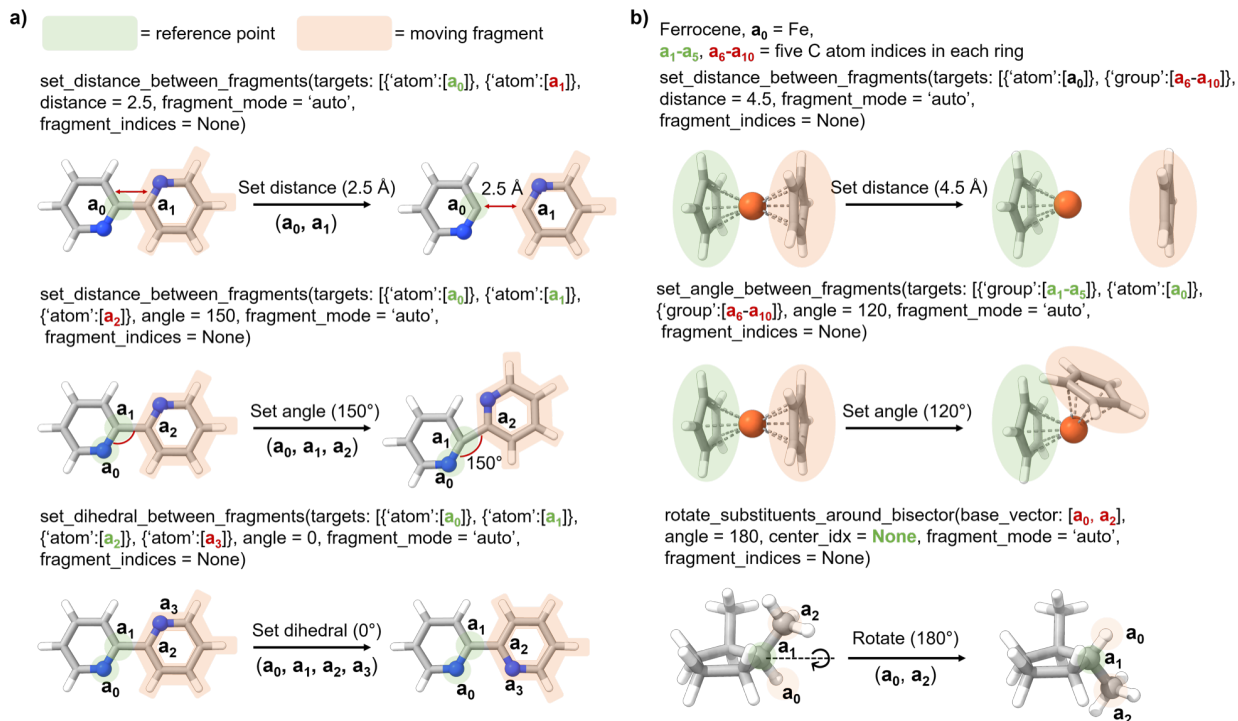 a)
= reference point
= moving fragment
set_distance_between_fragments(targets: [{‘atom’:[a0]}, {‘atom’:[a1]},
distance = 2.5, fragment_mode = ‘auto’,
fragment_indices = None)
a0
a1
Set distance (2.5 Å)
(a0, a1)
2.5 Å
a0
a1
set_distance_between_fragments(targets: [{‘atom’:[a0]}, {‘atom’:[a1]},
{‘atom’:[a2]}, angle = 150, fragment_mode = ‘auto’,
fragment_indices = None)
a1
a2
a0
Set angle (150°)
(a0, a1, a2)
a1
a2
a0
150°
set_dihedral_between_fragments(targets: [{‘atom’:[a0]}, {‘atom’:[a1]},
{‘atom’:[a2]}, {‘atom’:[a3]}, angle = 0, fragment_mode = ‘auto’,
fragment_indices = None)
a3
a1
a2
a0
Set dihedral (0°)
(a0, a1, a2, a3)
a1
a2
a0
a3
b)
Ferrocene, a0 = Fe,
a1-a5, a6-a10 = five C atom indices in each ring
set_distance_between_fragments(targets: [{‘atom’:[a0]}, {‘group’:[a6-a10]},
distance = 4.5, fragment_mode = ‘auto’,
fragment_indices = None)
Set distance (4.5 Å)
set_angle_between_fragments(targets: [{‘group’:[a1-a5]}, {‘atom’:[a0]},
{‘group’:[a6-a10]}, angle = 120, fragment_mode = ‘auto’,
fragment_indices = None)
Set angle (120°)
rotate_substituents_around_bisector(base_vector: [a0, a2],
angle = 180, center_idx = None, fragment_mode = ‘auto’,
fragment_indices = None)
a2
a1
a0
Rotate (180°)
(a0, a2)
a0
a1
a2